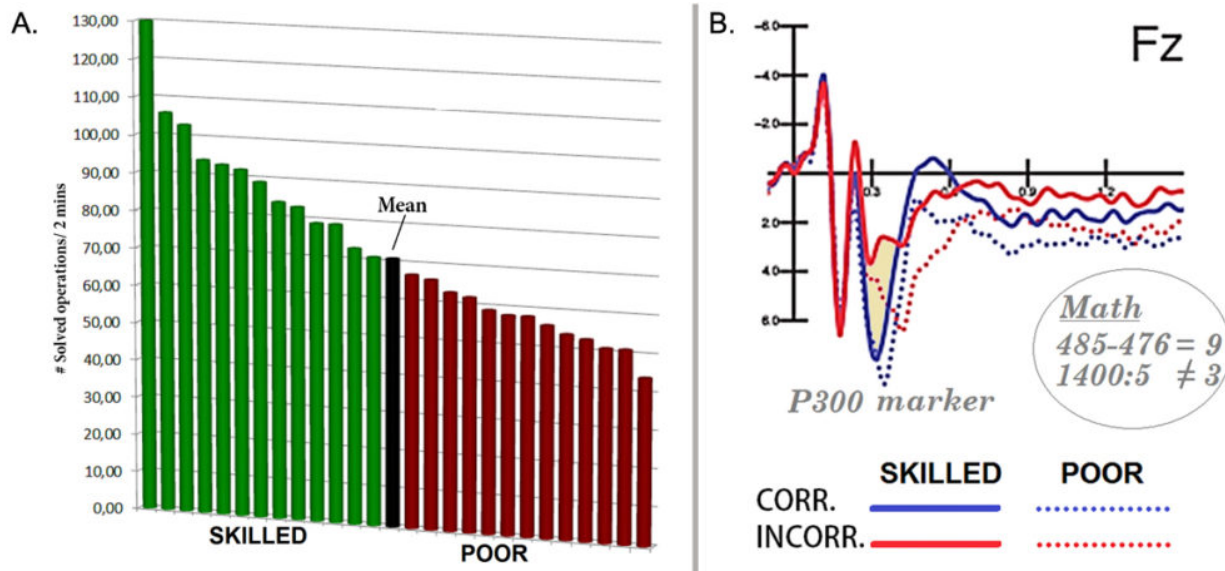 A.
# Solved operations/ 2 mins
130,00
120,00
110,00
100,00
90,00
80,00
70,00
60,00
50,00
40,00
30,00
20,00
10,00
0,00
Mean
SKILLED
POOR
B.
Fz
-6.0
-4.0
-2.0
0.3
0.9
1.2
2.0
4.0
6.0
P300 marker
Math
485-476 = 9
1400:5 ≠ 3
SKILLED POOR
CORR.
INCORR.